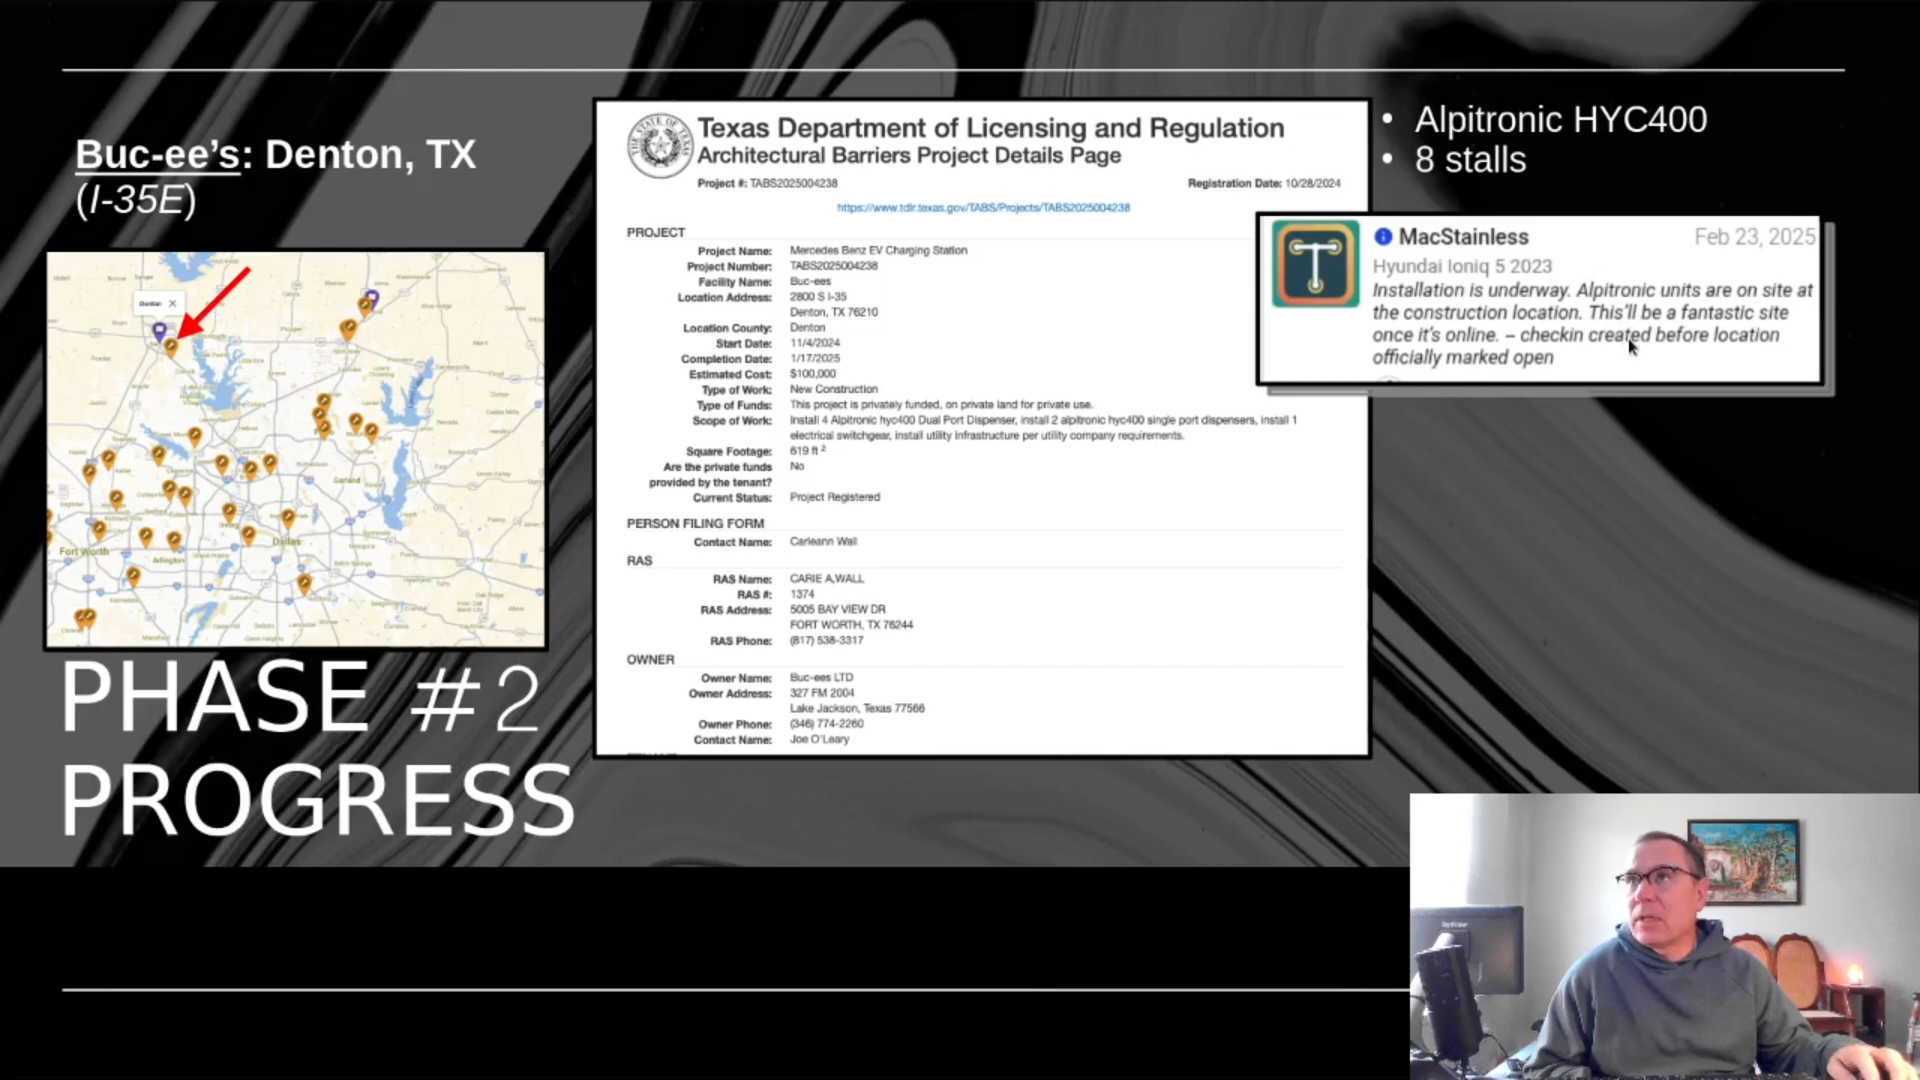 Buc-ee’s: Denton, TX
(I-35E)
Denton
Fort Worth
Arlington
Irving
Dallas
Garland
PHASE #2
PROGRESS
Texas Department of Licensing and Regulation
Architectural Barriers Project Details Page
Project #: TABS2025004238
Registration Date: 10/28/2024
https://www.tdlr.texas.gov/TABS/Projects/TABS2025004238
PROJECT
Project Name: Mercedes Benz EV Charging Station
Project Number: TABS2025004238
Facility Name: Buc-ees
Location Address: 2800 S I-35
Denton, TX 76210
Location County: Denton
Start Date: 11/4/2024
Completion Date: 1/17/2025
Estimated Cost: $100,000
Type of Work: New Construction
Type of Funds: This project is privately funded, on private land for private use.
Scope of Work: Install 4 Alpitronic hyc400 Dual Port Dispenser, install 2 alpitronic hyc400 single port dispensers, install 1
electrical switchgear, install utility infrastructure per utility company requirements.
Square Footage: 619 ft 2
Are the private funds No
provided by the tenant?
Current Status: Project Registered
PERSON FILING FORM
Contact Name: Carleann Wall
RAS
RAS Name: CARIE A,WALL
RAS #: 1374
RAS Address: 5005 BAY VIEW DR
FORT WORTH, TX 76244
RAS Phone: (817) 538-3317
OWNER
Owner Name: Buc-ees LTD
Owner Address: 327 FM 2004
Lake Jackson, Texas 77566
Owner Phone: (346) 774-2260
Contact Name: Joe O'Leary
• Alpitronic HYC400
• 8 stalls
MacStainless
Feb 23, 2025
Hyundai Ioniq 5 2023
Installation is underway. Alpitronic units are on site at
the construction location. This’ll be a fantastic site
once it’s online. – checkin created before location
officially marked open